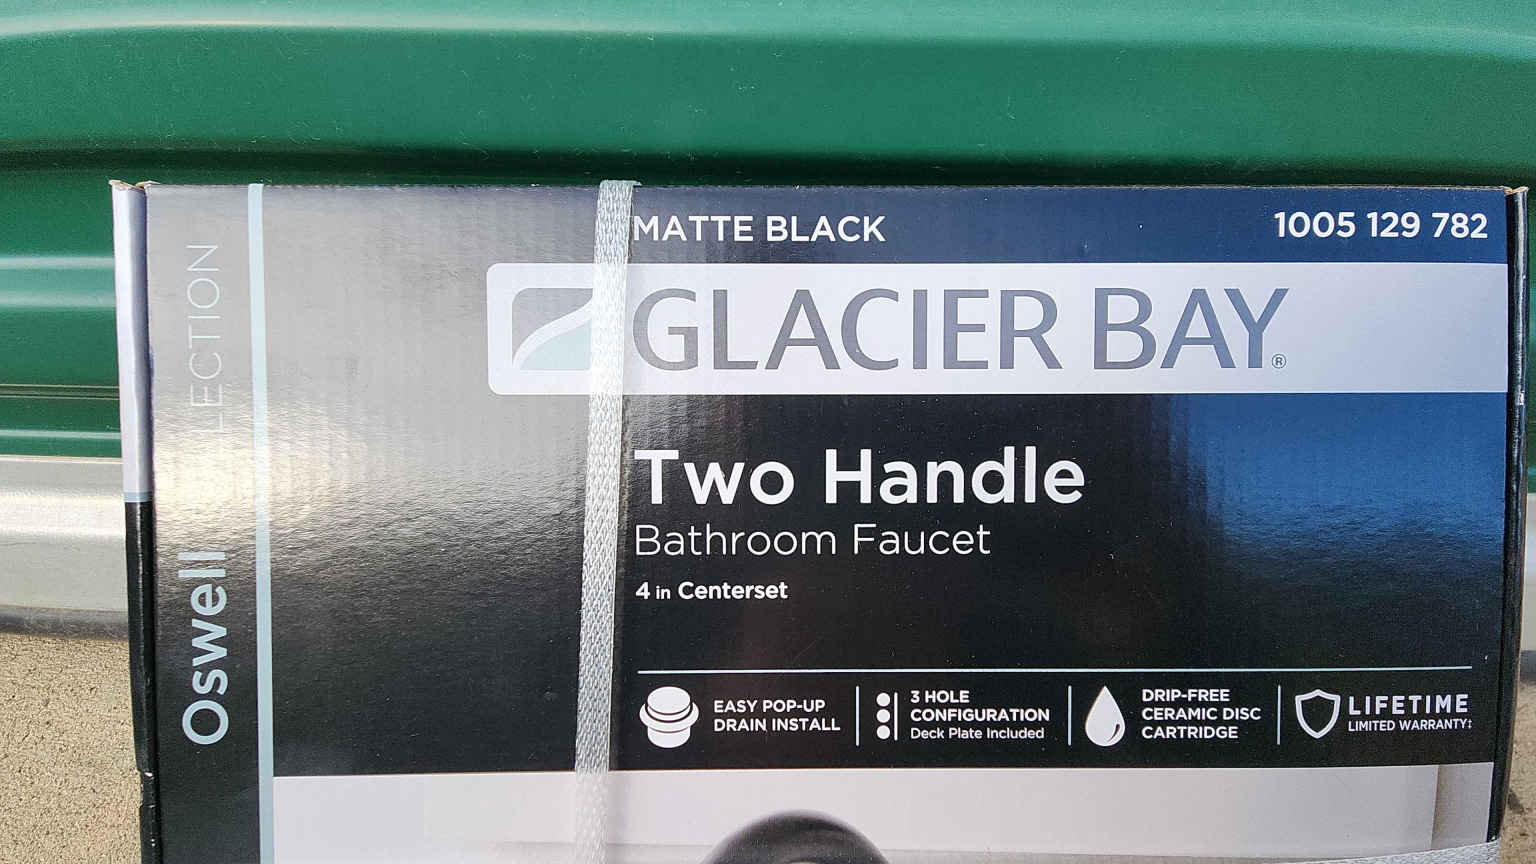 MATTE BLACK
1005 129 782
GLACIER BAY®
Two Handle
Bathroom Faucet
4 in Centerset
EASY POP-UP
DRAIN INSTALL
3 HOLE
CONFIGURATION
Deck Plate Included
DRIP-FREE
CERAMIC DISC
CARTRIDGE
LIFETIME
LIMITED WARRANTY‡
Oswell LLECTION